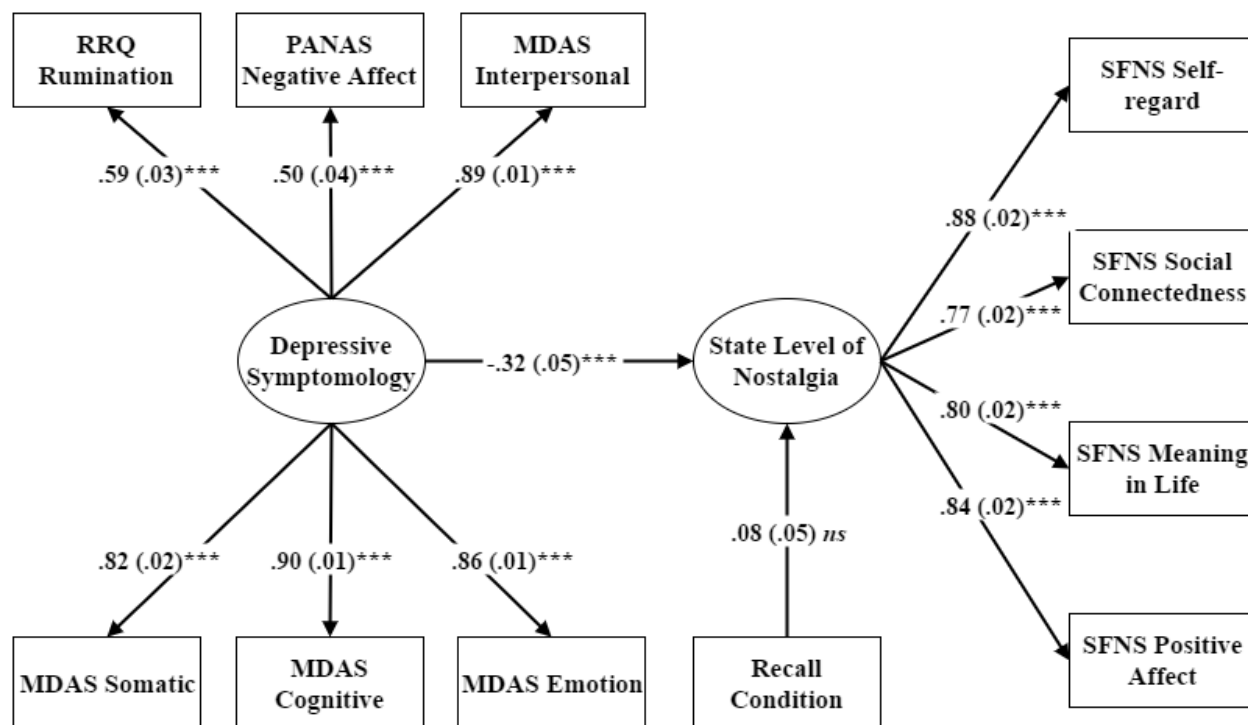 RRQ
Rumination
PANAS
Negative Affect
MDAS
Interpersonal
SFNS Self-
regard
.59 (.03)***
.50 (.04)***
.89 (.01)***
.88 (.02)***
SFNS Social
Connectedness
.77 (.02)***
Depressive
Symptomology
-.32 (.05)***
State Level of
Nostalgia
.80 (.02)***
SFNS Meaning
in Life
.84 (.02)***
.82 (.02)***
.90 (.01)***
.86 (.01)***
.08 (.05) ns
MDAS Somatic
MDAS
Cognitive
MDAS Emotion
Recall
Condition
SFNS Positive
Affect